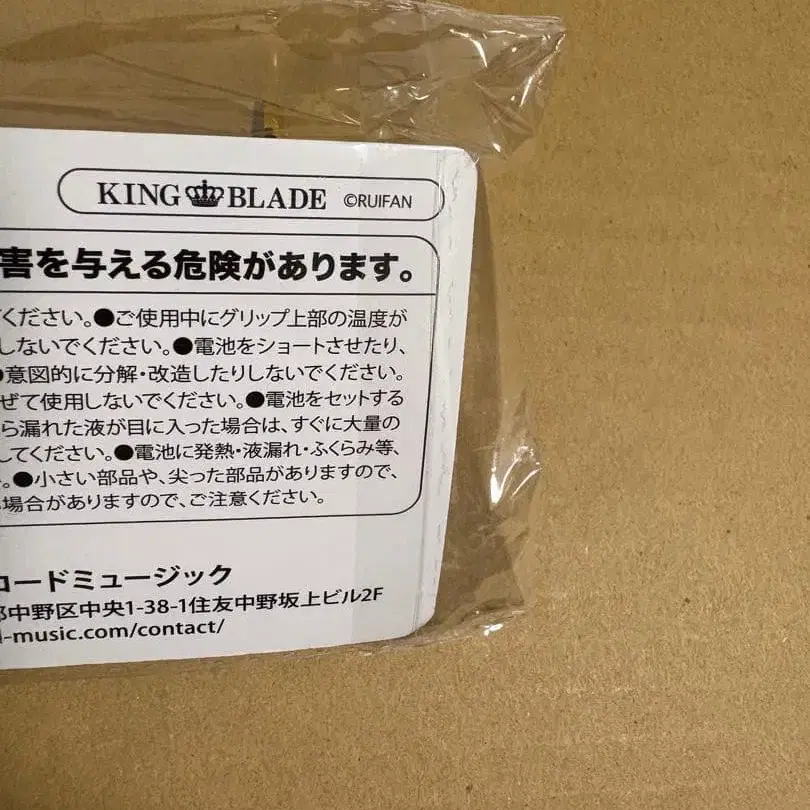 KING BLADE ©RUIFAN
害を与える危険があります。
ください。●ご使用中にグリップ上部の温度が
しないでください。●電池をショートさせたり、
●意図的に分解・改造したりしないでください。
ぜて使用しないでください。●電池をセットする
ら漏れた液が目に入った場合は、すぐに大量の
してください。●電池に発熱・液漏れ・ふくらみ等、
。●小さい部品や、尖った部品がありますので、
場合がありますので、ご注意ください。
コードミュージック
中野区中央1-38-1住友中野坂上ビル2F
-music.com/contact/